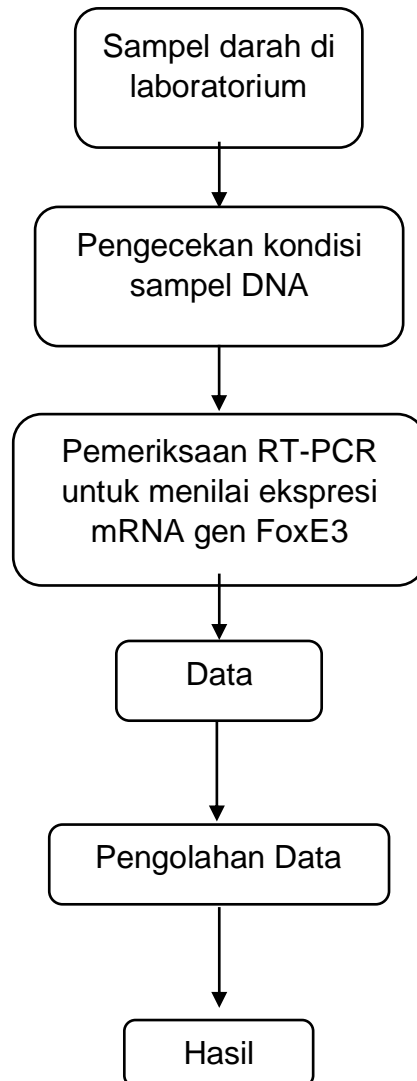 Sampel darah di
laboratorium
Pengecekan kondisi
sampel DNA
Pemeriksaan RT-PCR
untuk menilai ekspresi
mRNA gen FoxE3
Data
Pengolahan Data
Hasil